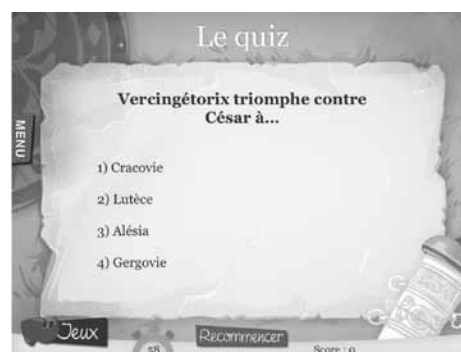 Le quiz
MENU
Vercingétorix triomphe contre
César à...
1) Cracovie
2) Lutèce
3) Alésia
4) Gergovie
Jeux
58
Recommencer
Score : 0